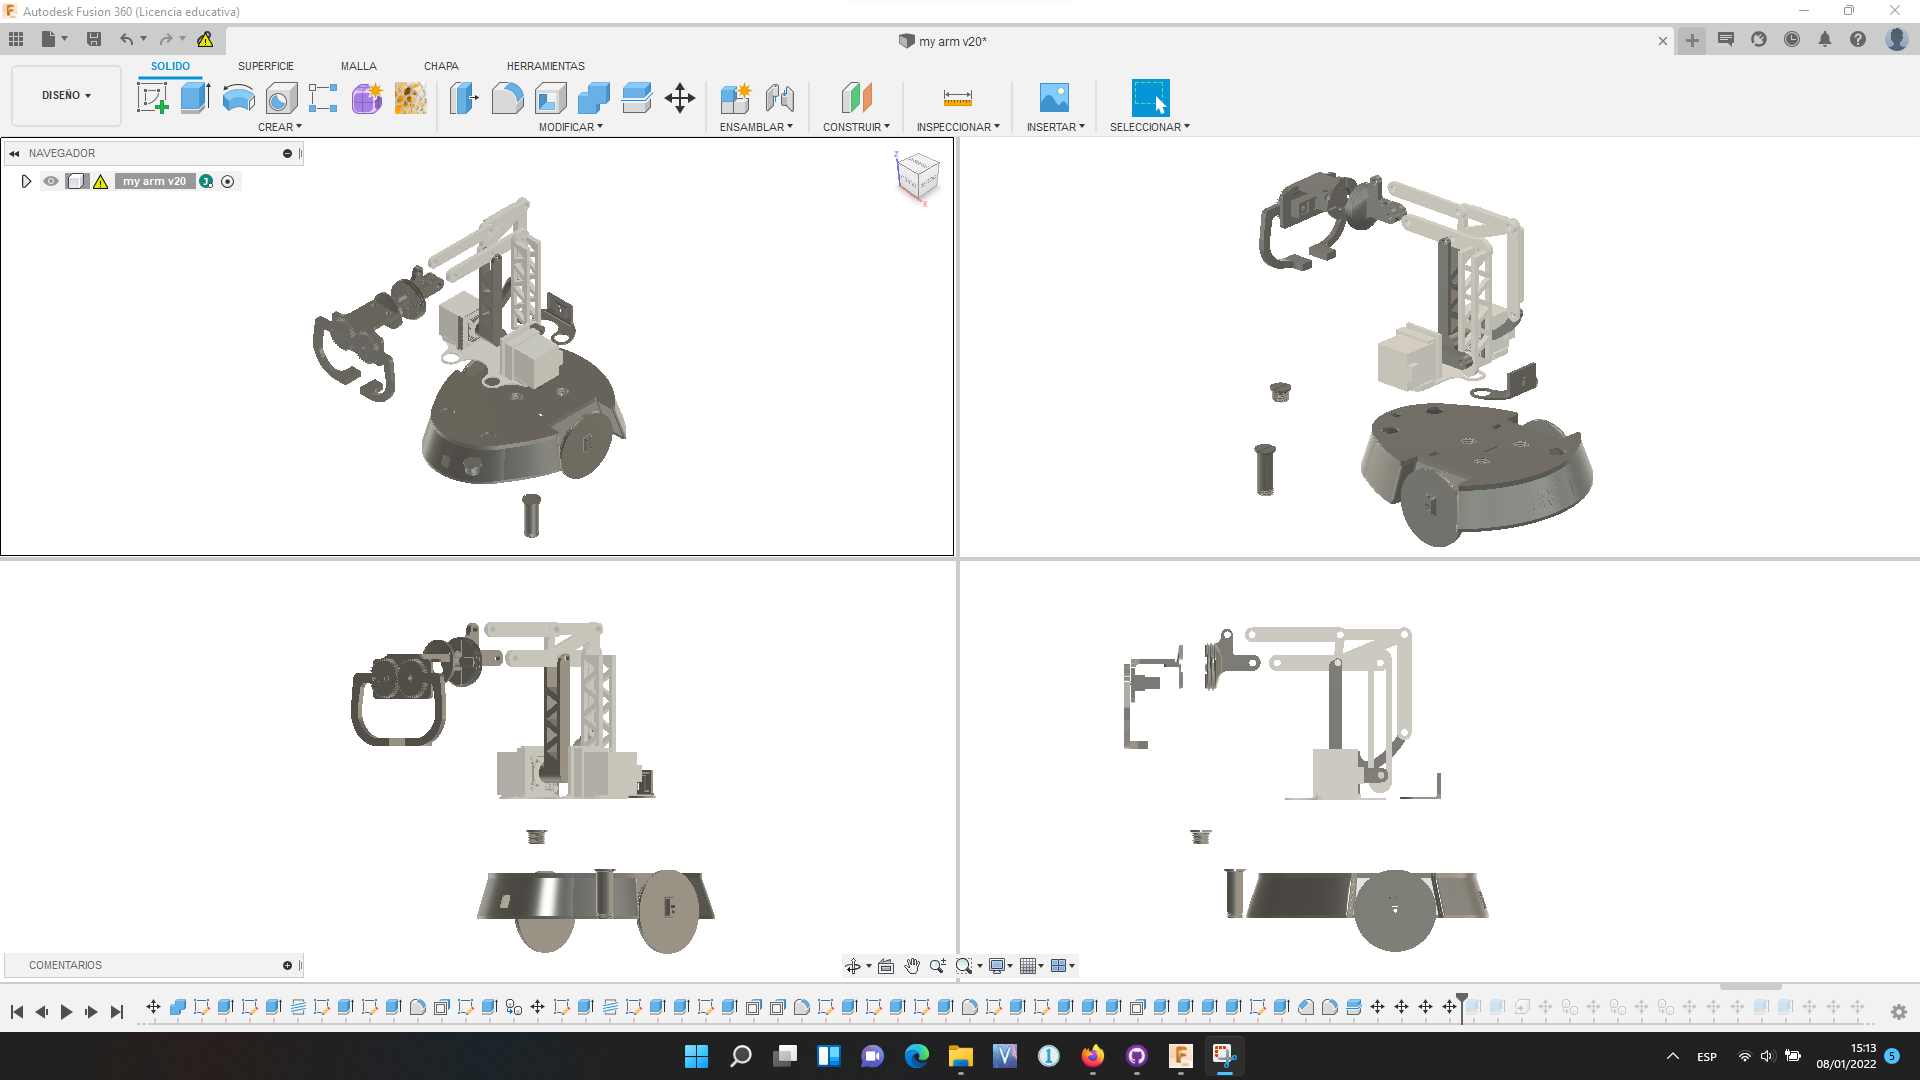 Autodesk Fusion 360 (Licencia educativa)
my arm v20*
DISEÑO
SOLIDO
SUPERFICIE
MALLA
CHAPA
HERRAMIENTAS
CREAR
MODIFICAR
ENSAMBLAR
CONSTRUIR
INSPECCIONAR
INSERTAR
SELECCIONAR
NAVEGADOR
my arm v20
Z
X
COMENTARIOS
ESP
15:13
08/01/2022
5